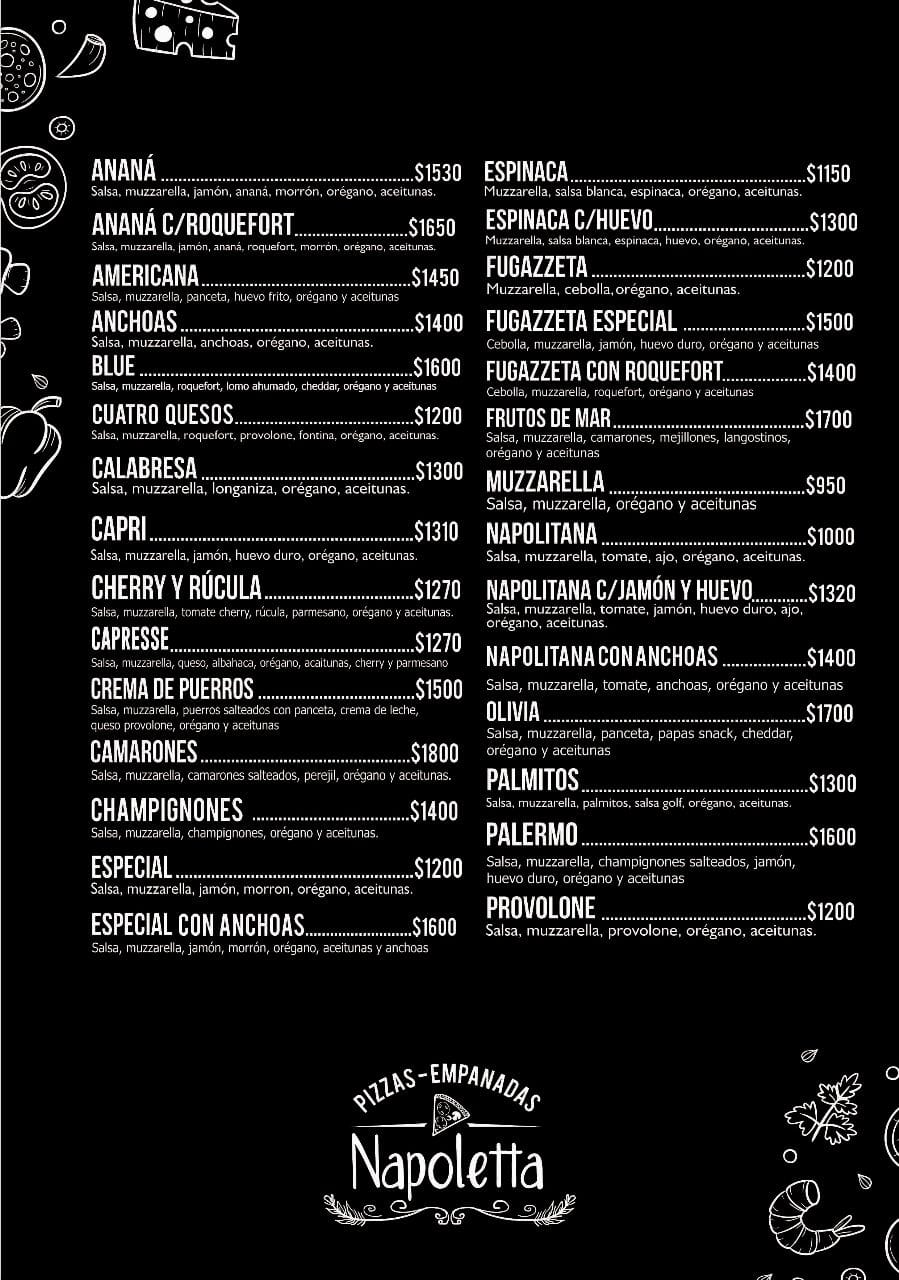 ANANÁ ........ $1530
Salsa, muzzarella, jamón, ananá, morrón, orégano, aceitunas.
ANANÁ C/ROQUEFORT........ $1650
Salsa, muzzarella, jamón, ananá, roquefort, morrón, orégano, aceitunas.
AMERICANA ........ $1450
Salsa, muzzarella, panceta, huevo frito, orégano y aceitunas
ANCHOAS ........ $1400
Salsa, muzzarella, anchoas, orégano, aceitunas.
BLUE ........ $1600
Salsa, muzzarella, roquefort, lomo ahumado, cheddar, orégano y aceitunas
CUATRO QUESOS........ $1200
Salsa, muzzarella, roquefort, provolone, fontina, orégano, aceitunas.
CALABRESA ........ $1300
Salsa, muzzarella, longaniza, orégano, aceitunas.
CAPRI ........ $1310
Salsa, muzzarella, jamón, huevo duro, orégano, aceitunas.
CHERRY Y RÚCULA ........ $1270
Salsa, muzzarella, tomate cherry, rúcula, parmesano, orégano y aceitunas.
CAPRESSE........ $1270
Salsa, muzzarella, queso, albahaca, orégano, acaitunas, cherry y parmesano
CREMA DE PUERROS ........ $1500
Salsa, muzzarella, puerros salteados con panceta, crema de leche,
queso provolone, orégano y aceitunas
CAMARONES ........ $1800
Salsa, muzzarella, camarones salteados, perejil, orégano y aceitunas.
CHAMPIGNONES ........ $1400
Salsa, muzzarella, champignones, orégano y aceitunas.
ESPECIAL ........ $1200
Salsa, muzzarella, jamón, morron, orégano, aceitunas.
ESPECIAL CON ANCHOAS........ $1600
Salsa, muzzarella, jamón, morrón, orégano, aceitunas y anchoas
ESPINACA ........ $1150
Muzzarella, salsa blanca, espinaca, orégano, aceitunas.
ESPINACA C/HUEVO........ $1300
Muzzarella, salsa blanca, espinaca, huevo, orégano, aceitunas.
FUGAZZETA ........ $1200
Muzzarella, cebolla, orégano, aceitunas.
FUGAZZETA ESPECIAL ........ $1500
Cebolla, muzzarella, jamón, huevo duro, orégano y aceitunas
FUGAZZETA CON ROQUEFORT........ $1400
Cebolla, muzzarella, roquefort, orégano y aceitunas
FRUTOS DE MAR ........ $1700
Salsa, muzzarella, camarones, mejillones, langostinos,
orégano y aceitunas
MUZZARELLA ........ $950
Salsa, muzzarella, orégano y aceitunas
NAPOLITANA ........ $1000
Salsa, muzzarella, tomate, ajo, orégano, aceitunas.
NAPOLITANA C/JAMÓN Y HUEVO........ $1320
Salsa, muzzarella, tomate, jamón, huevo duro, ajo,
orégano, aceitunas.
NAPOLITANA CON ANCHOAS ........ $1400
Salsa, muzzarella, tomate, anchoas, orégano y aceitunas
OLIVIA ........ $1700
Salsa, muzzarella, panceta, papas snack, cheddar,
orégano y aceitunas
PALMITOS ........ $1300
Salsa, muzzarella, palmitos, salsa golf, orégano, aceitunas.
PALERMO ........ $1600
Salsa, muzzarella, champignones salteados, jamón,
huevo duro, orégano y aceitunas
PROVOLONE ........ $1200
Salsa, muzzarella, provolone, orégano, aceitunas.
PIZZAS-EMPANADAS
Napoletta